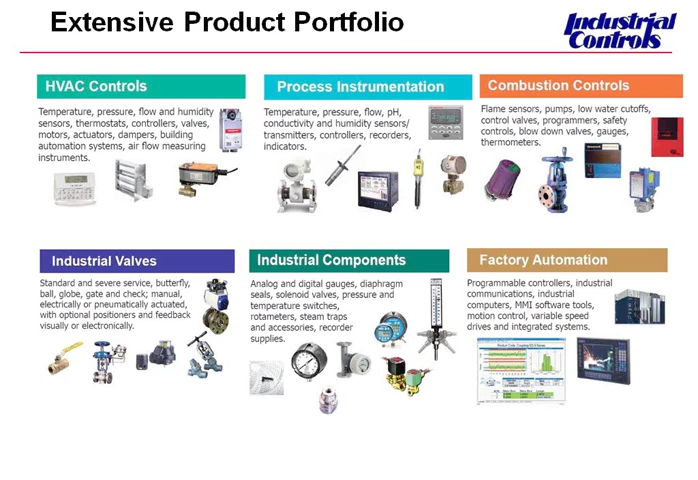 Extensive Product Portfolio
Industrial
Controls
HVAC Controls
Temperature, pressure, flow and humidity
sensors, thermostats, controllers, valves,
motors, actuators, dampers, building
automation systems, air flow measuring
instruments.
Process Instrumentation
Temperature, pressure, flow, pH,
conductivity and humidity sensors/
transmitters, controllers, recorders,
indicators.
Combustion Controls
Flame sensors, pumps, low water cutoffs,
control valves, programmers, safety
controls, blow down valves, gauges,
thermometers.
Industrial Valves
Standard and severe service, butterfly,
ball, globe, gate and check; manual,
electrically or pneumatically actuated,
with optional positioners and feedback
visually or electronically.
Industrial Components
Analog and digital gauges, diaphragm
seals, solenoid valves, pressure and
temperature switches,
rotameters, steam traps
and accessories, recorder
supplies.
Factory Automation
Programmable controllers, industrial
communications, industrial
computers, MMI software tools,
motion control, variable speed
drives and integrated systems.